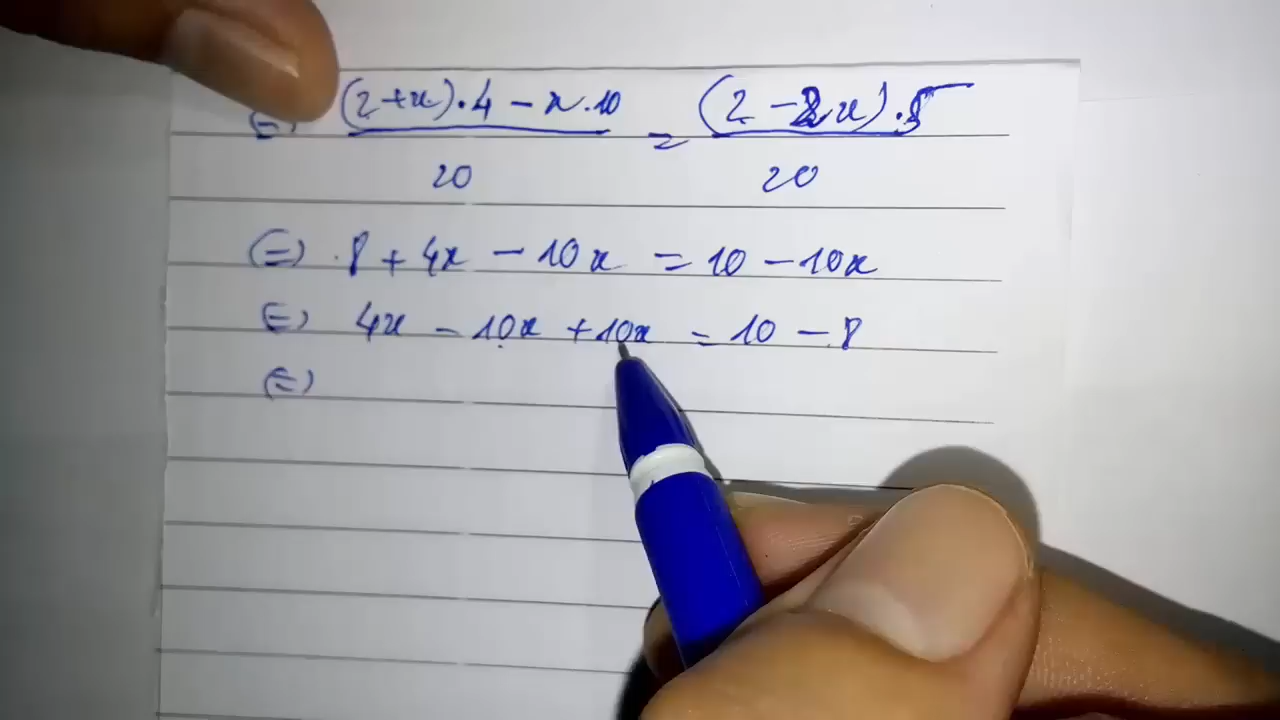 (2+x).4 - x.10 = (2 - 2x).5
20 20
(=) 8 + 4x - 10x = 10 - 10x
(=) 4x - 10x + 10x = 10 - 8
(=)